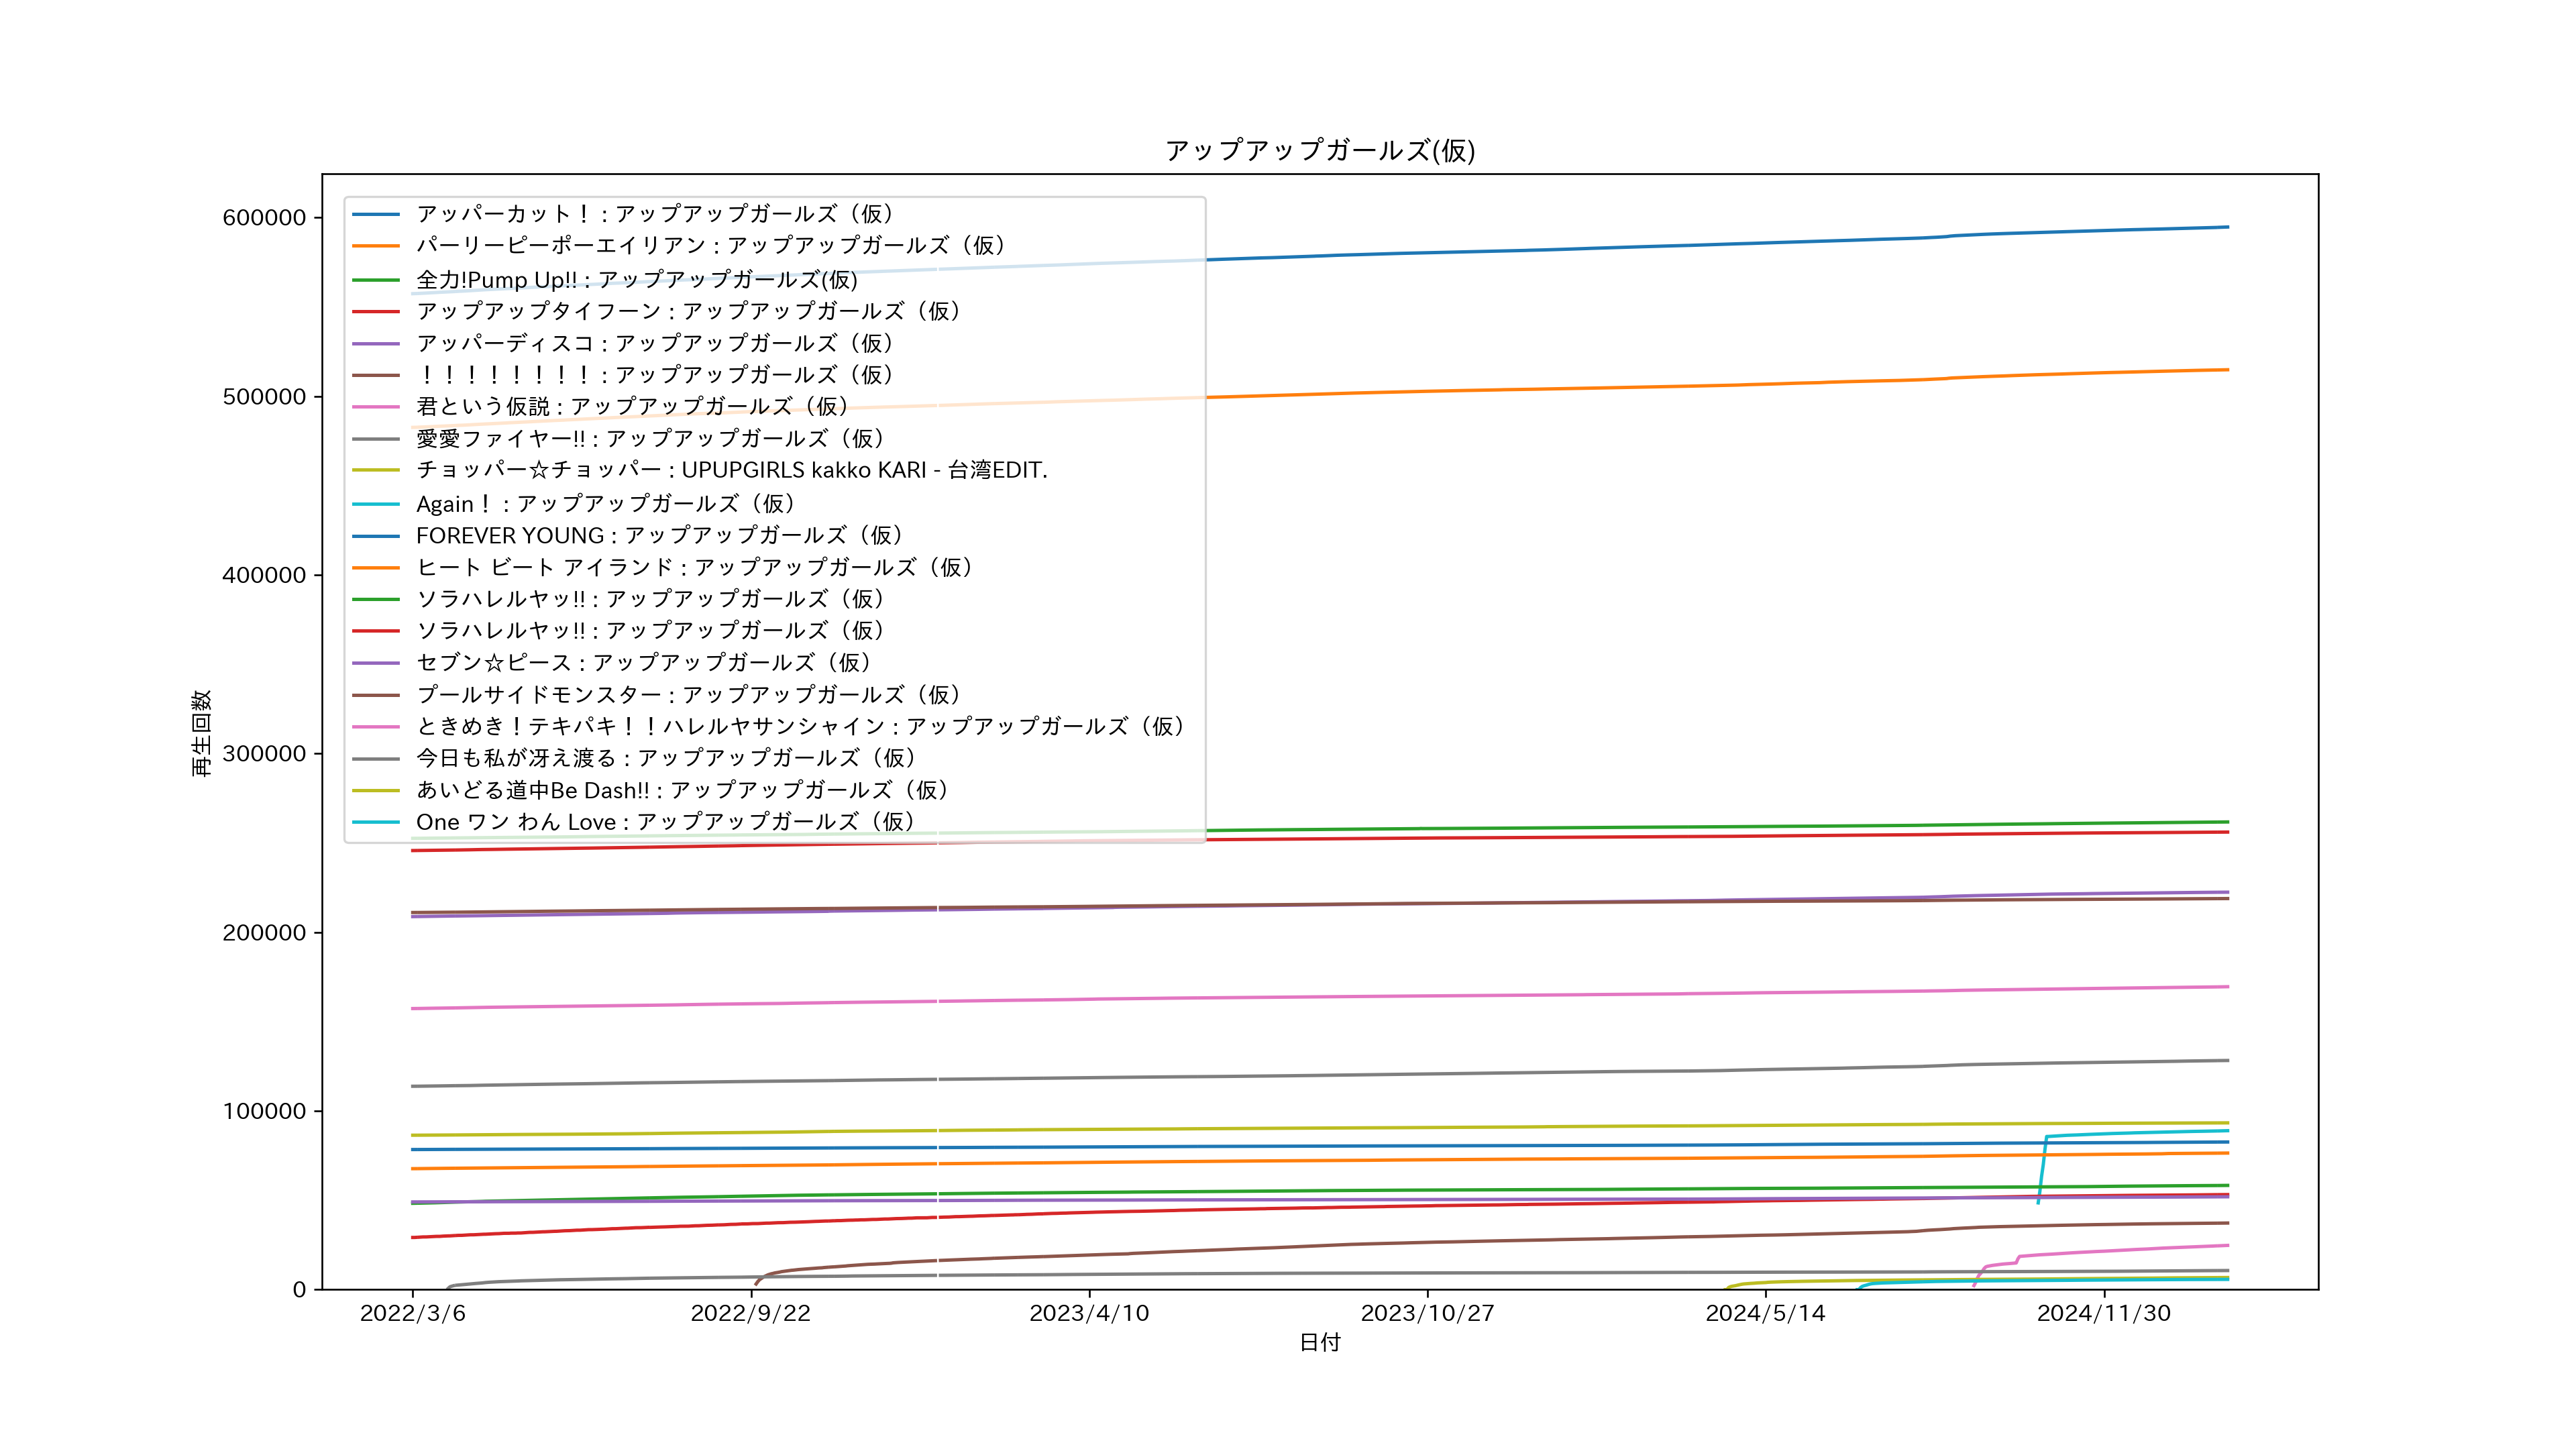 アップアップガールズ(仮)
600000
500000
400000
300000
200000
100000
0
再生回数
アッパーカット！ : アップアップガールズ（仮）
パーリーピーポーエイリアン : アップアップガールズ（仮）
全力!Pump Up!! : アップアップガールズ(仮)
アップアップタイフーン : アップアップガールズ（仮）
アッパーディスコ : アップアップガールズ（仮）
！！！！！！！！ : アップアップガールズ（仮）
君という仮説 : アップアップガールズ（仮）
愛愛ファイヤー!! : アップアップガールズ（仮）
チョッパー☆チョッパー : UPUPGIRLS kakko KARI - 台湾EDIT.
Again！ : アップアップガールズ（仮）
FOREVER YOUNG : アップアップガールズ（仮）
ヒート ビート アイランド : アップアップガールズ（仮）
ソラハレルヤッ!! : アップアップガールズ（仮）
ソラハレルヤッ!! : アップアップガールズ（仮）
セブン☆ピース : アップアップガールズ（仮）
プールサイドモンスター : アップアップガールズ（仮）
ときめき！テキパキ！！ハレルヤサンシャイン : アップアップガールズ（仮）
今日も私が冴え渡る : アップアップガールズ（仮）
あいどる道中Be Dash!! : アップアップガールズ（仮）
One ワン わん Love : アップアップガールズ（仮）
2022/3/6
2022/9/22
2023/4/10
2023/10/27
2024/5/14
2024/11/30
日付